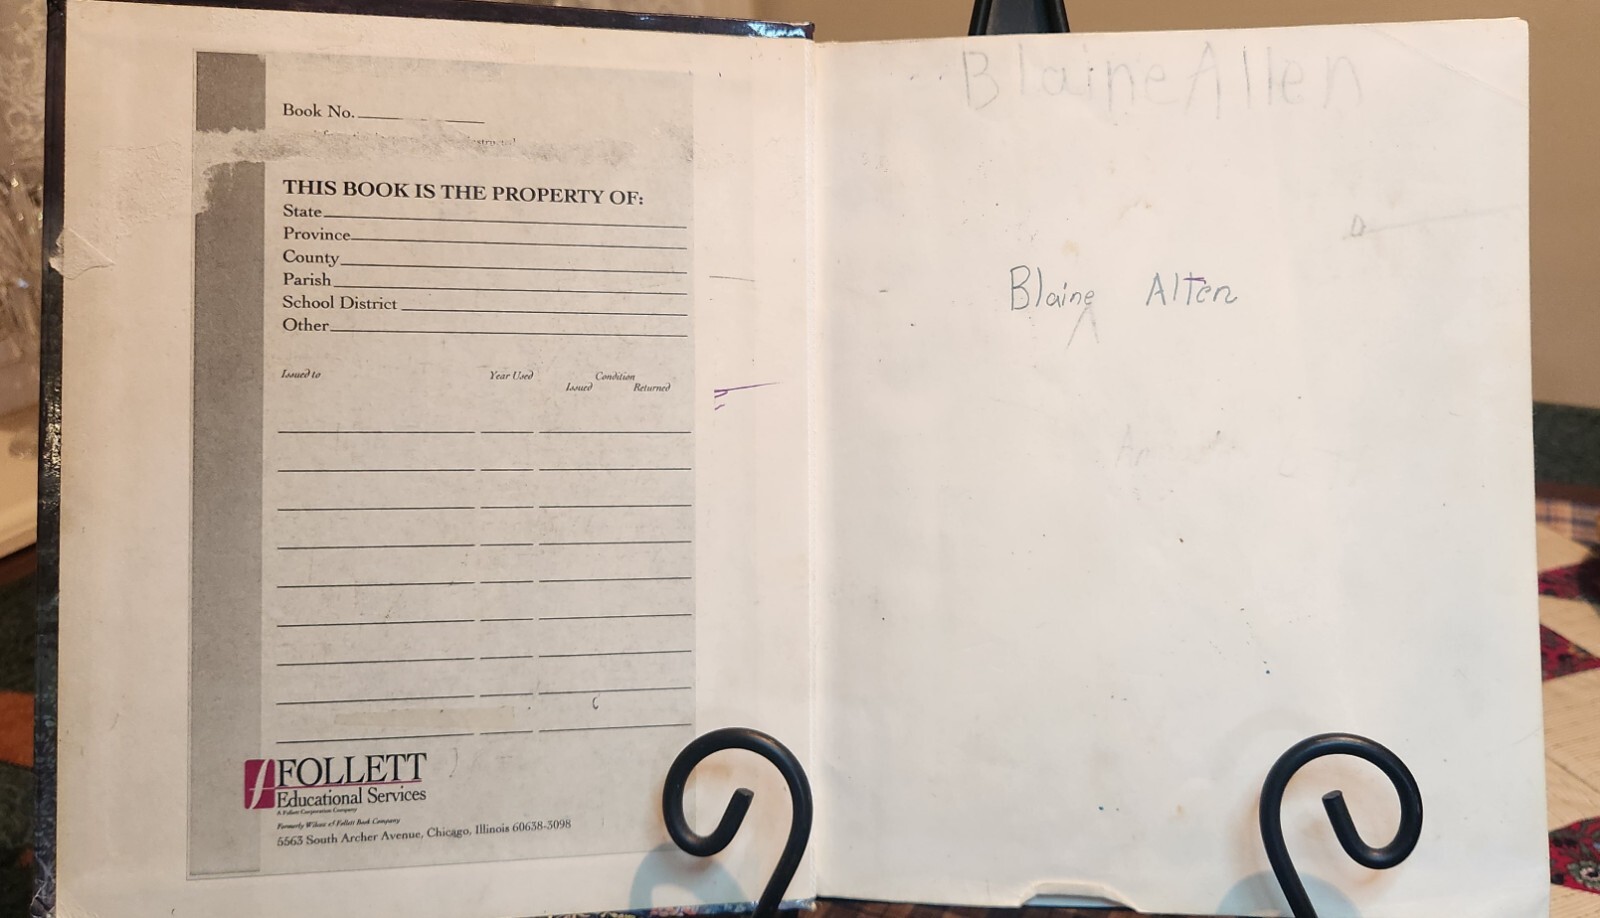 Book No.
THIS BOOK IS THE PROPERTY OF:
State
Province
County
Parish
School District
Other
Issued to Year Used Condition
Issued Returned
f FOLLETT
Educational Services
A Follett Corporation Company
Formerly Wilcox & Follett Book Company
5563 South Archer Avenue, Chicago, Illinois 60638-3098
Blaine Allen
Blaine Allen